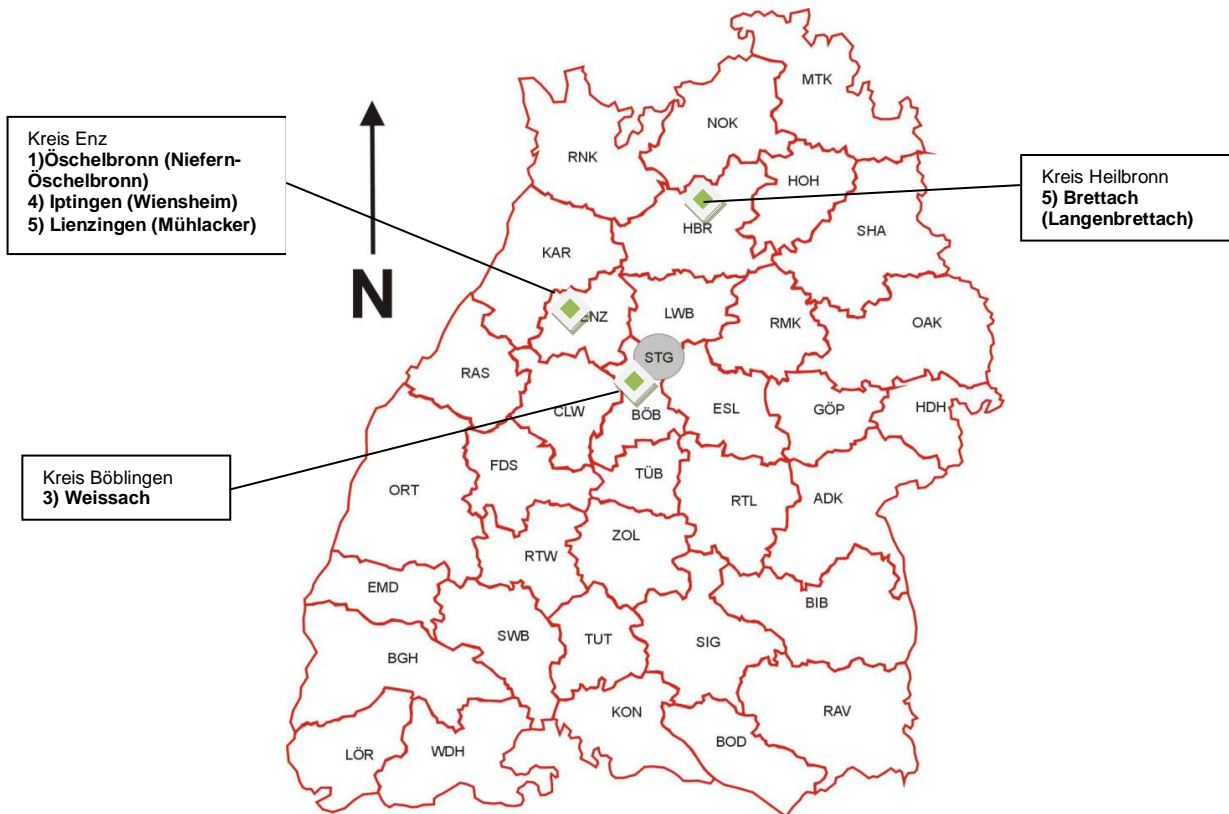 MTK
NOK
RNK
HOH
HBR
SHA
KAR
Kreis Enz
1)Öschelbronn (Niefern-
Öschelbronn)
4) Iptingen (Wiensheim)
5) Lienzingen (Mühlacker)
Kreis Heilbronn
5) Brettach
(Langenbrettach)
N
ENZ
LWB
RMK
OAK
STG
RAS
CLW
BÖB
ESL
GÖP
HDH
Kreis Böblingen
3) Weissach
ORT
FDS
TÜB
RTL
ADK
RTW
ZOL
EMD
BIB
SWB
TUT
SIG
BGH
KON
RAV
BOD
LÖR
WDH